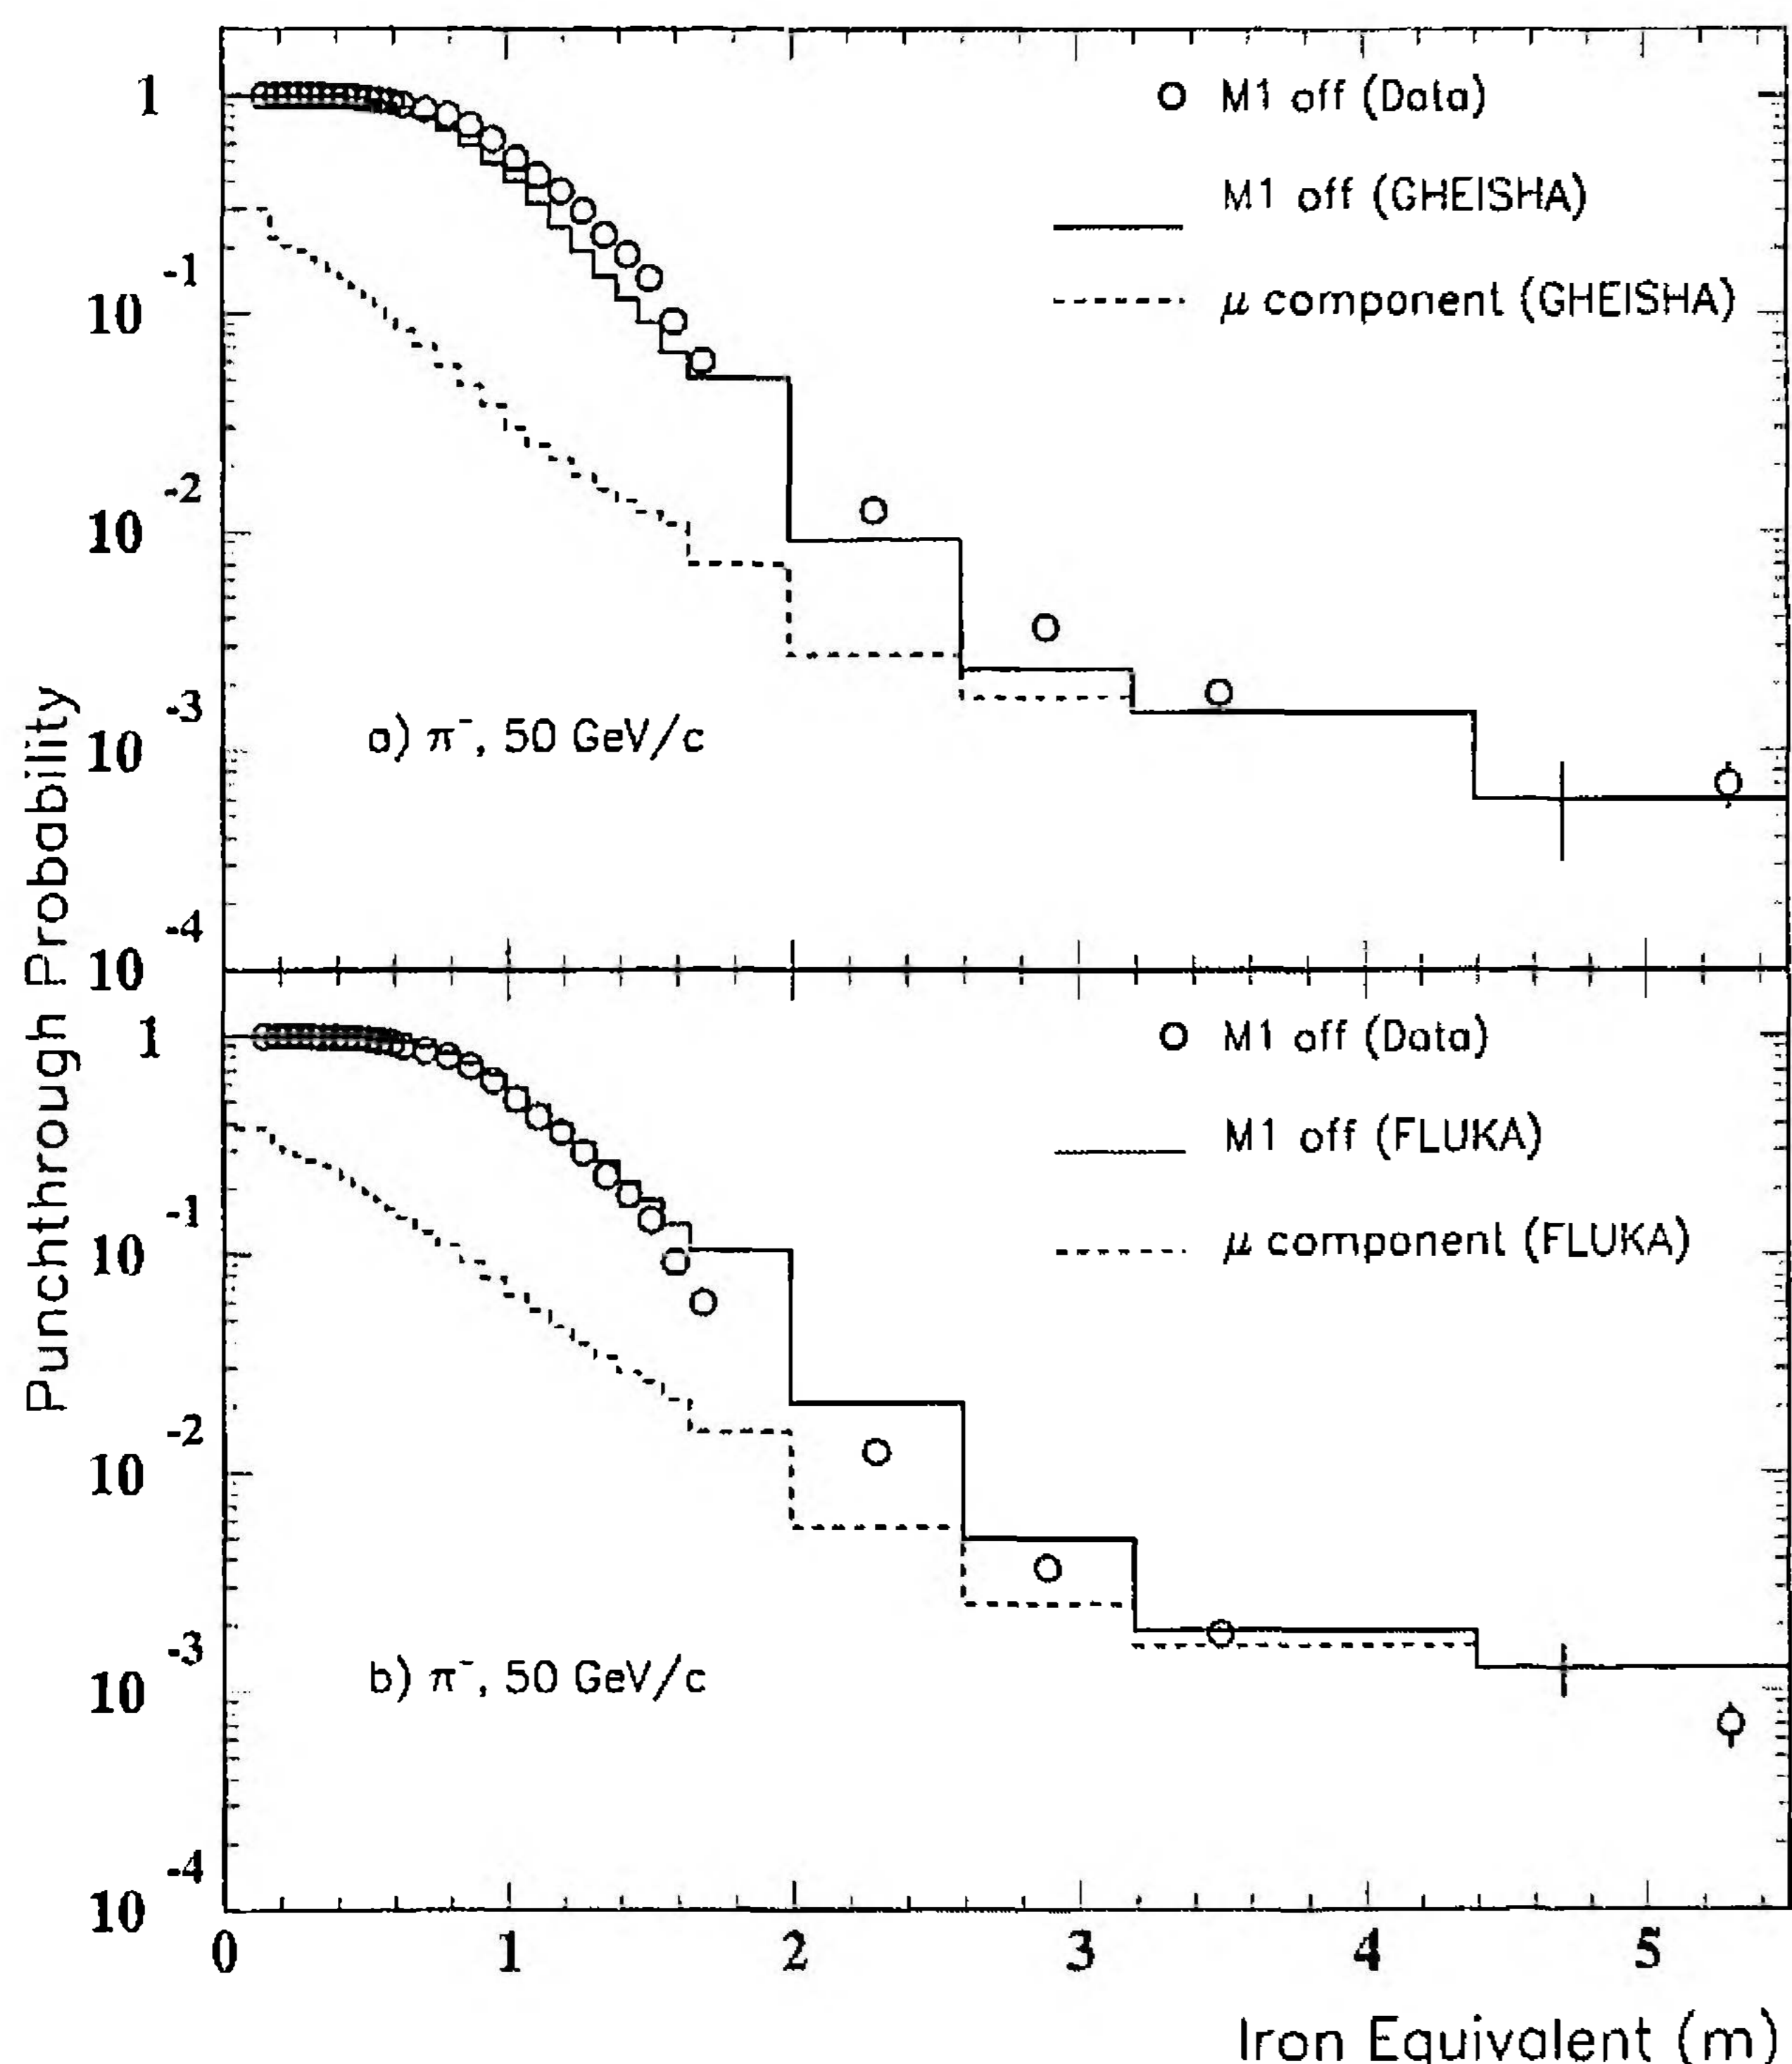 1
10 -1
10 -2
10 -3
10 -4
M1 off (Data)
M1 off (GHEISHA)
μ component (GHEISHA)
a) π⁻, 50 GeV/c
Punchthrough Probability
1
10 -1
10 -2
10 -3
10 -4
M1 off (Data)
M1 off (FLUKA)
μ component (FLUKA)
b) π⁻, 50 GeV/c
0 1 2 3 4 5
Iron Equivalent (m)